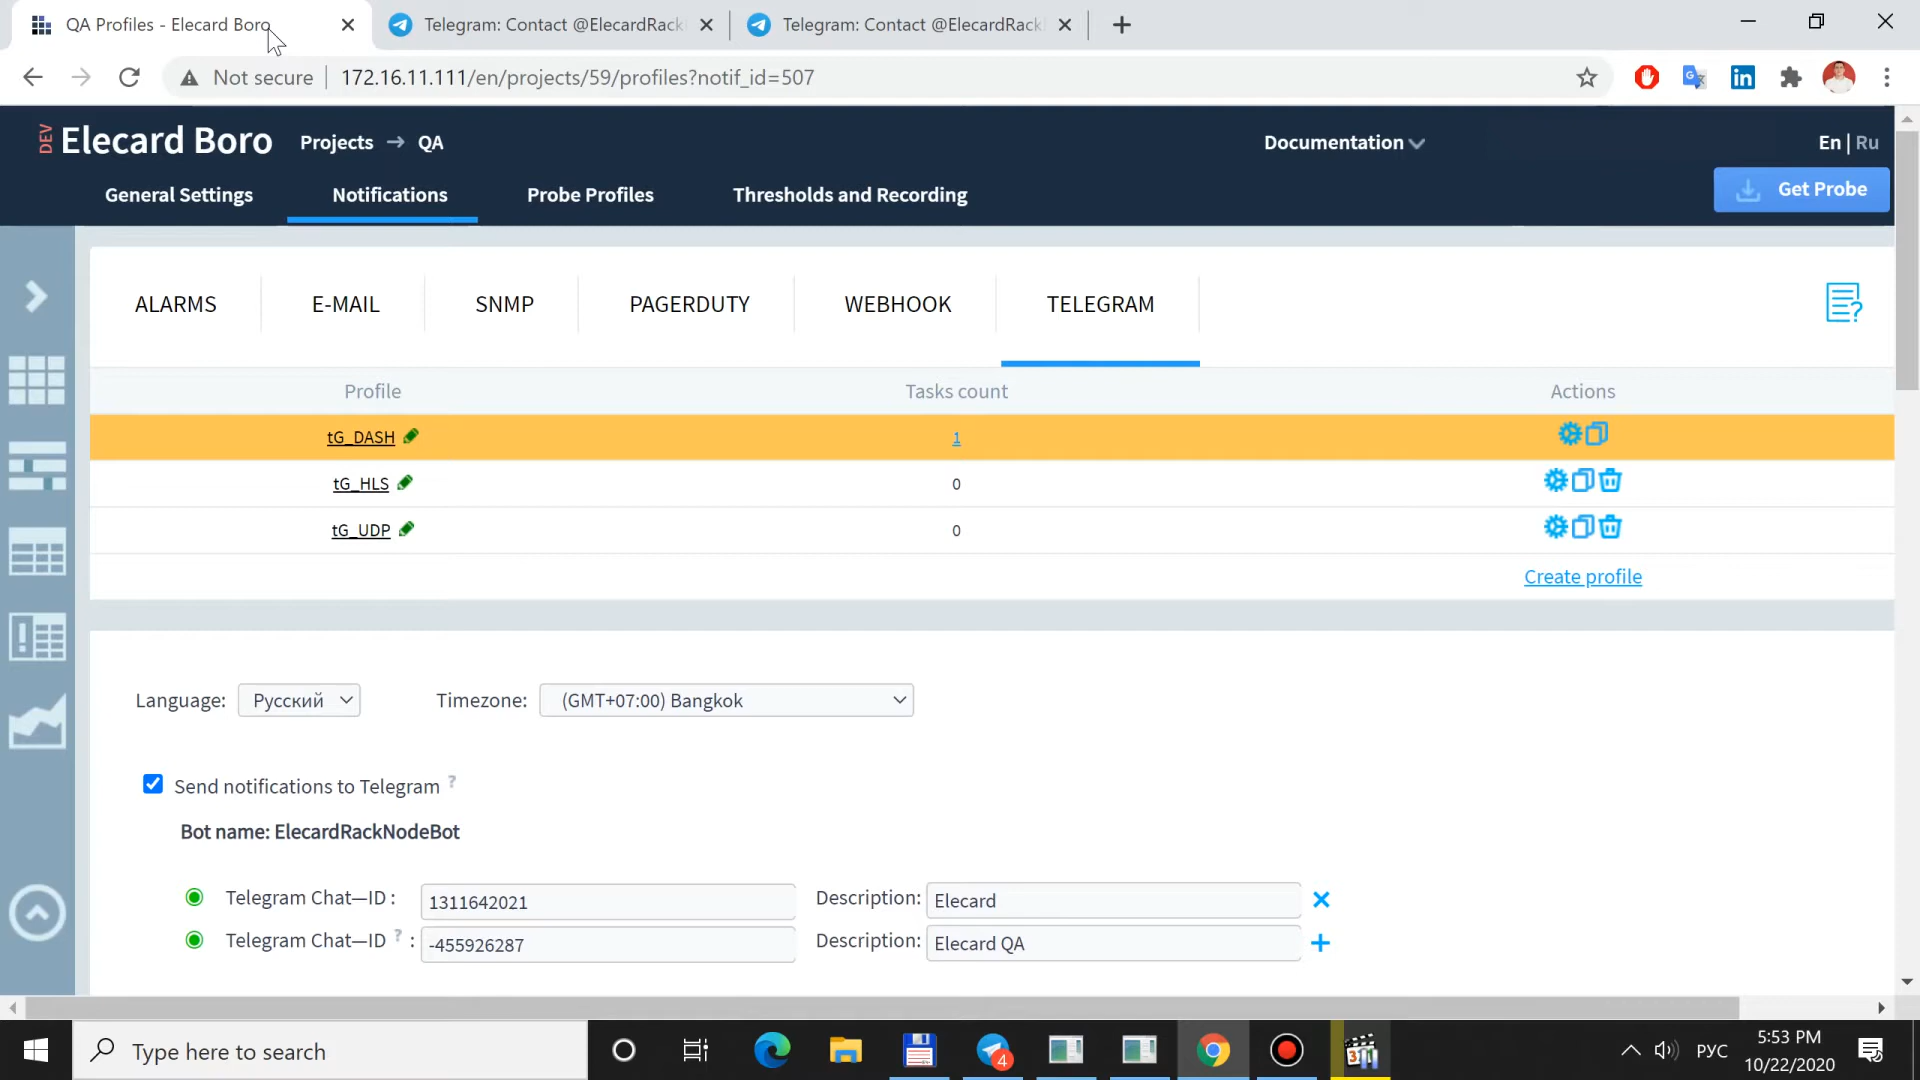 QA Profiles - Elecard Boro
Telegram: Contact @ElecardRack
Telegram: Contact @ElecardRack
Not secure
172.16.11.111/en/projects/59/profiles?notif_id=507
DEV
Elecard Boro
Projects → QA
Documentation
En | Ru
General Settings
Notifications
Probe Profiles
Thresholds and Recording
Get Probe
ALARMS
E-MAIL
SNMP
PAGERDUTY
WEBHOOK
TELEGRAM
Profile
Tasks count
Actions
tG_DASH
1
tG_HLS
0
tG_UDP
0
Create profile
Language: Русский
Timezone: (GMT+07:00) Bangkok
Send notifications to Telegram ?
Bot name: ElecardRackNodeBot
Telegram Chat—ID : 1311642021
Description: Elecard
Telegram Chat—ID ? : -455926287
Description: Elecard QA
Type here to search
4
РУС
5:53 PM
10/22/2020